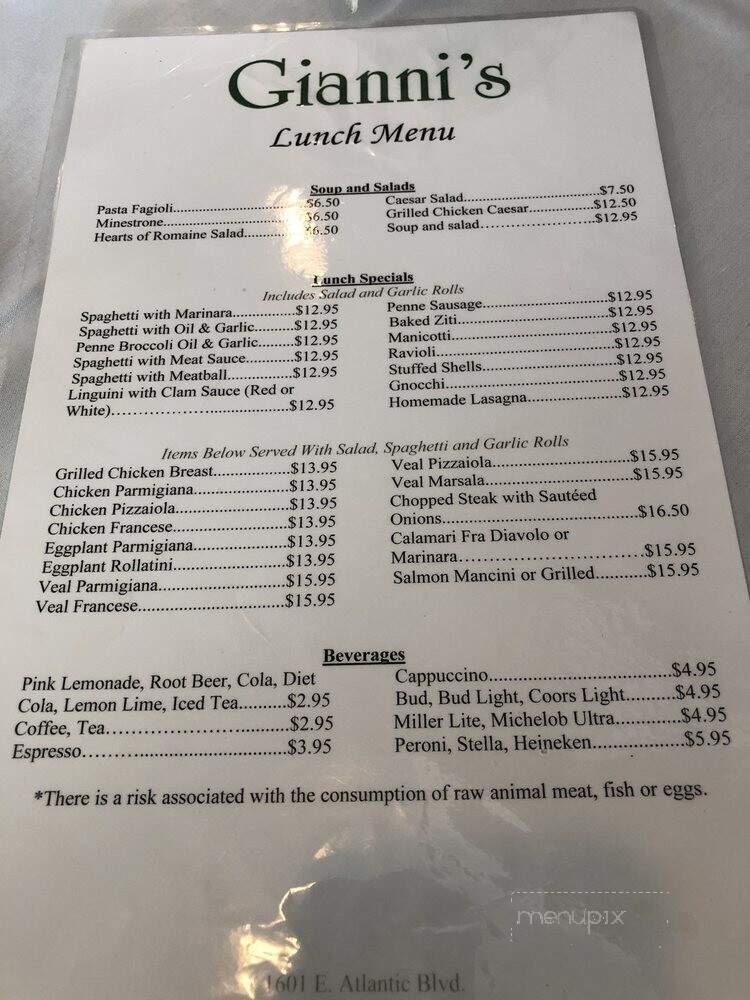 Gianni's
Lunch Menu
Soup and Salads
Pasta Fagioli.......................................$6.50
Minestrone.........................................$6.50
Hearts of Romaine Salad....................$6.50
Caesar Salad..............................$7.50
Grilled Chicken Caesar..............$12.50
Soup and salad.........................$12.95
Lunch Specials
Includes Salad and Garlic Rolls
Spaghetti with Marinara...............$12.95
Spaghetti with Oil & Garlic..........$12.95
Penne Broccoli Oil & Garlic.........$12.95
Spaghetti with Meat Sauce............$12.95
Spaghetti with Meatball................$12.95
Linguini with Clam Sauce (Red or
White)..........................................$12.95
Penne Sausage.............................$12.95
Baked Ziti....................................$12.95
Manicotti.....................................$12.95
Ravioli.........................................$12.95
Stuffed Shells...............................$12.95
Gnocchi........................................$12.95
Homemade Lasagna.....................$12.95
Items Below Served With Salad, Spaghetti and Garlic Rolls
Grilled Chicken Breast.................$13.95
Chicken Parmigiana......................$13.95
Chicken Pizzaiola.........................$13.95
Chicken Francese..........................$13.95
Eggplant Parmigiana.....................$13.95
Eggplant Rollatini.........................$13.95
Veal Parmigiana............................$15.95
Veal Francese................................$15.95
Veal Pizzaiola...............................$15.95
Veal Marsala.................................$15.95
Chopped Steak with Sautéed
Onions..........................................$16.50
Calamari Fra Diavolo or
Marinara.......................................$15.95
Salmon Mancini or Grilled...........$15.95
Beverages
Pink Lemonade, Root Beer, Cola, Diet
Cola, Lemon Lime, Iced Tea.........$2.95
Coffee, Tea...................................$2.95
Espresso.......................................$3.95
Cappuccino.......................................$4.95
Bud, Bud Light, Coors Light..........$4.95
Miller Lite, Michelob Ultra.............$4.95
Peroni, Stella, Heineken..................$5.95
*There is a risk associated with the consumption of raw animal meat, fish or eggs.
menupix
1601 E. Atlantic Blvd.